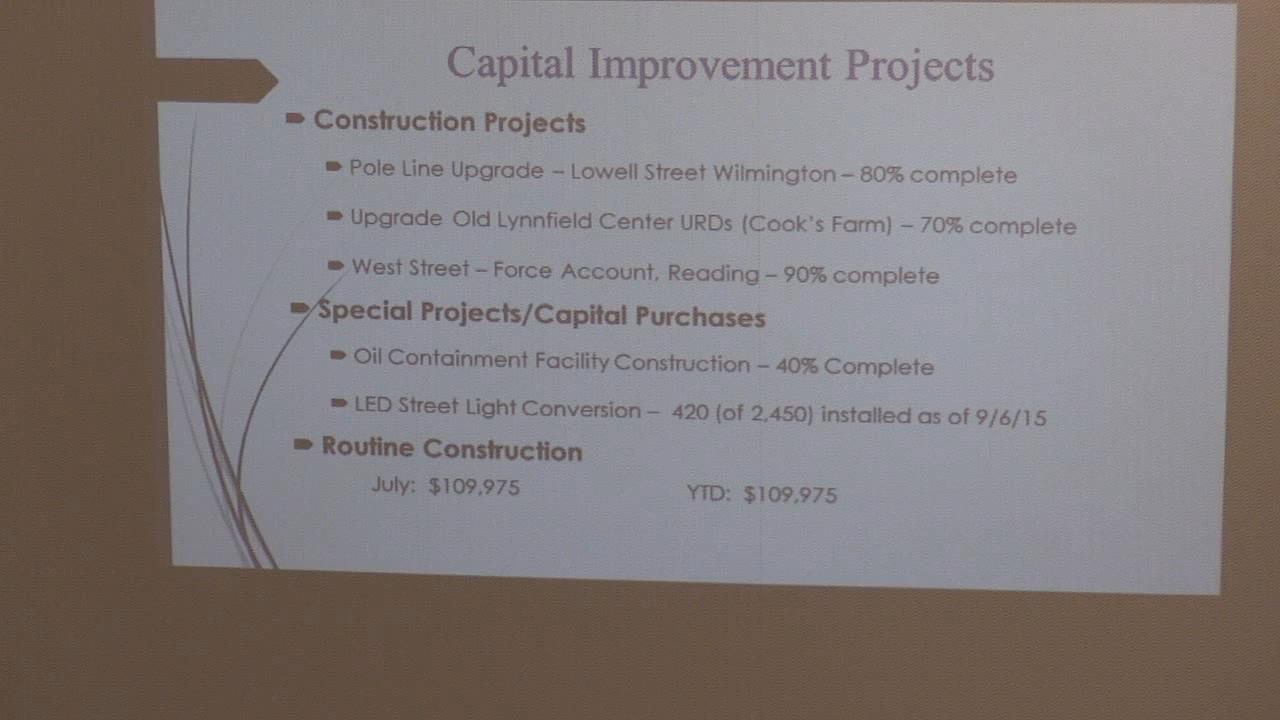 Capital Improvement Projects
Construction Projects
Pole Line Upgrade – Lowell Street Wilmington – 80% complete
Upgrade Old Lynnfield Center URDs (Cook's Farm) – 70% complete
West Street – Force Account, Reading – 90% complete
Special Projects/Capital Purchases
Oil Containment Facility Construction – 40% Complete
LED Street Light Conversion – 420 (of 2,450) installed as of 9/6/15
Routine Construction
July: $109,975 YTD: $109,975